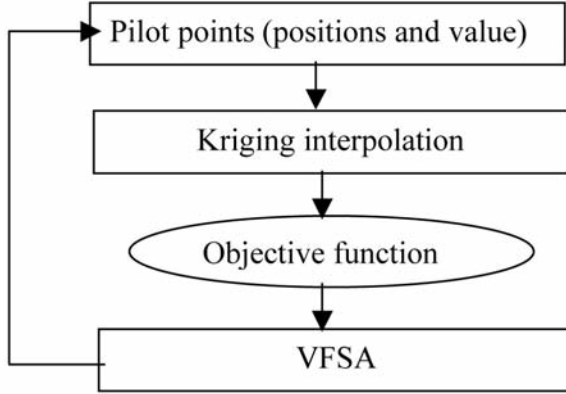 Pilot points (positions and value)
Kriging interpolation
Objective function
VFSA